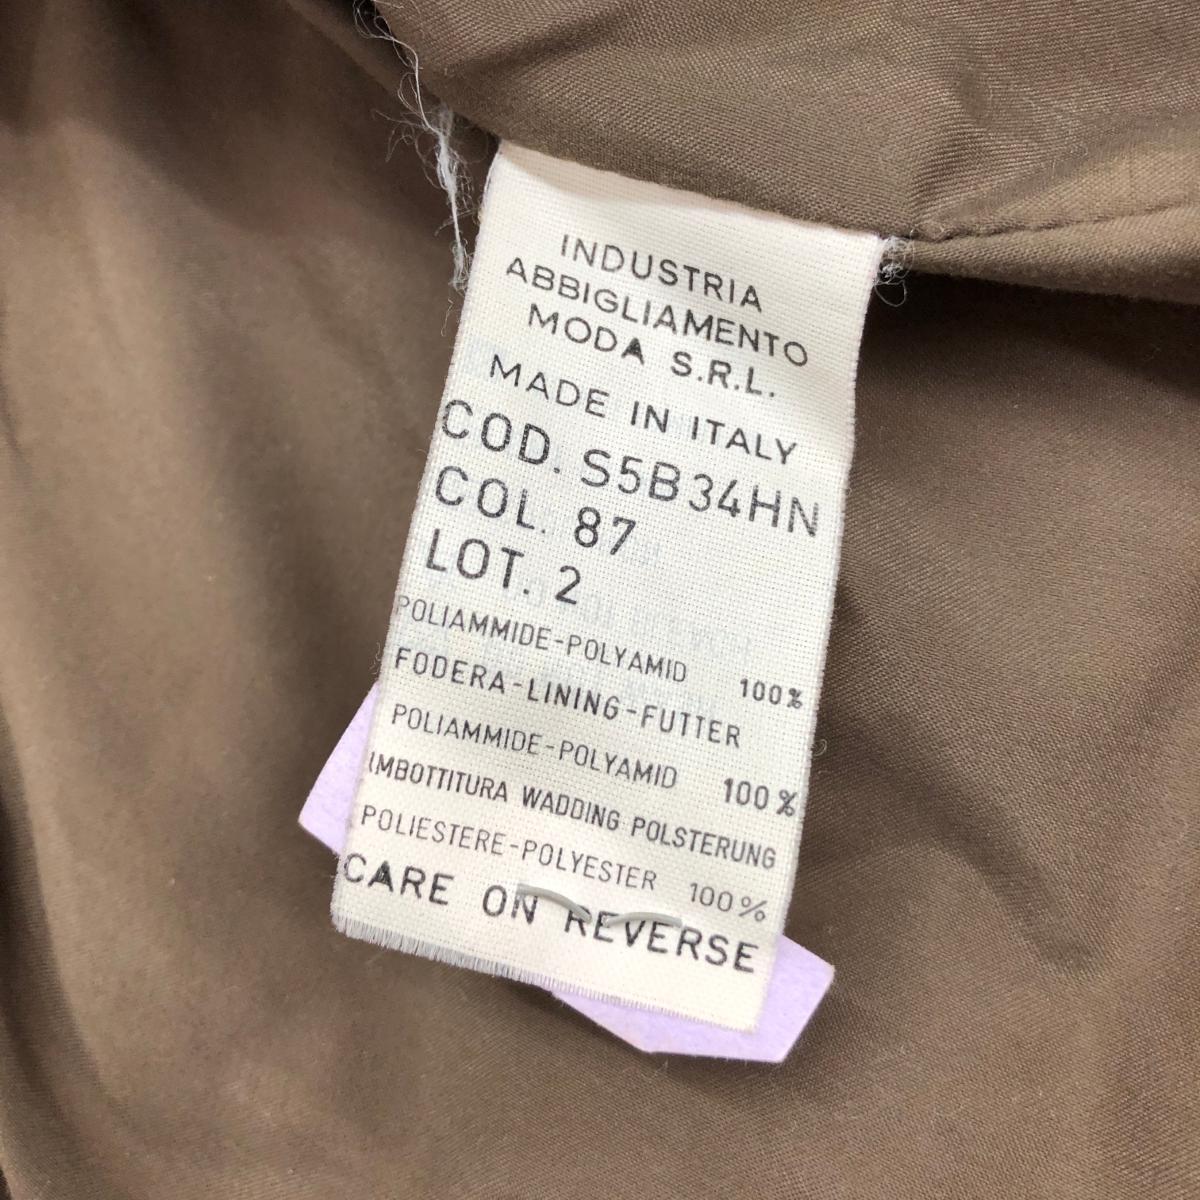 INDUSTRIA
ABBIGLIAMENTO
MODA S.R.L.
MADE IN ITALY
COD. S5B34HN
COL. 87
LOT. 2
POLIAMMIDE-POLYAMID 100%
FODERA-LINING-FUTTER
POLIAMMIDE-POLYAMID 100%
IMBOTTITURA WADDING POLSTERUNG
POLIESTERE-POLYESTER 100%
CARE ON REVERSE